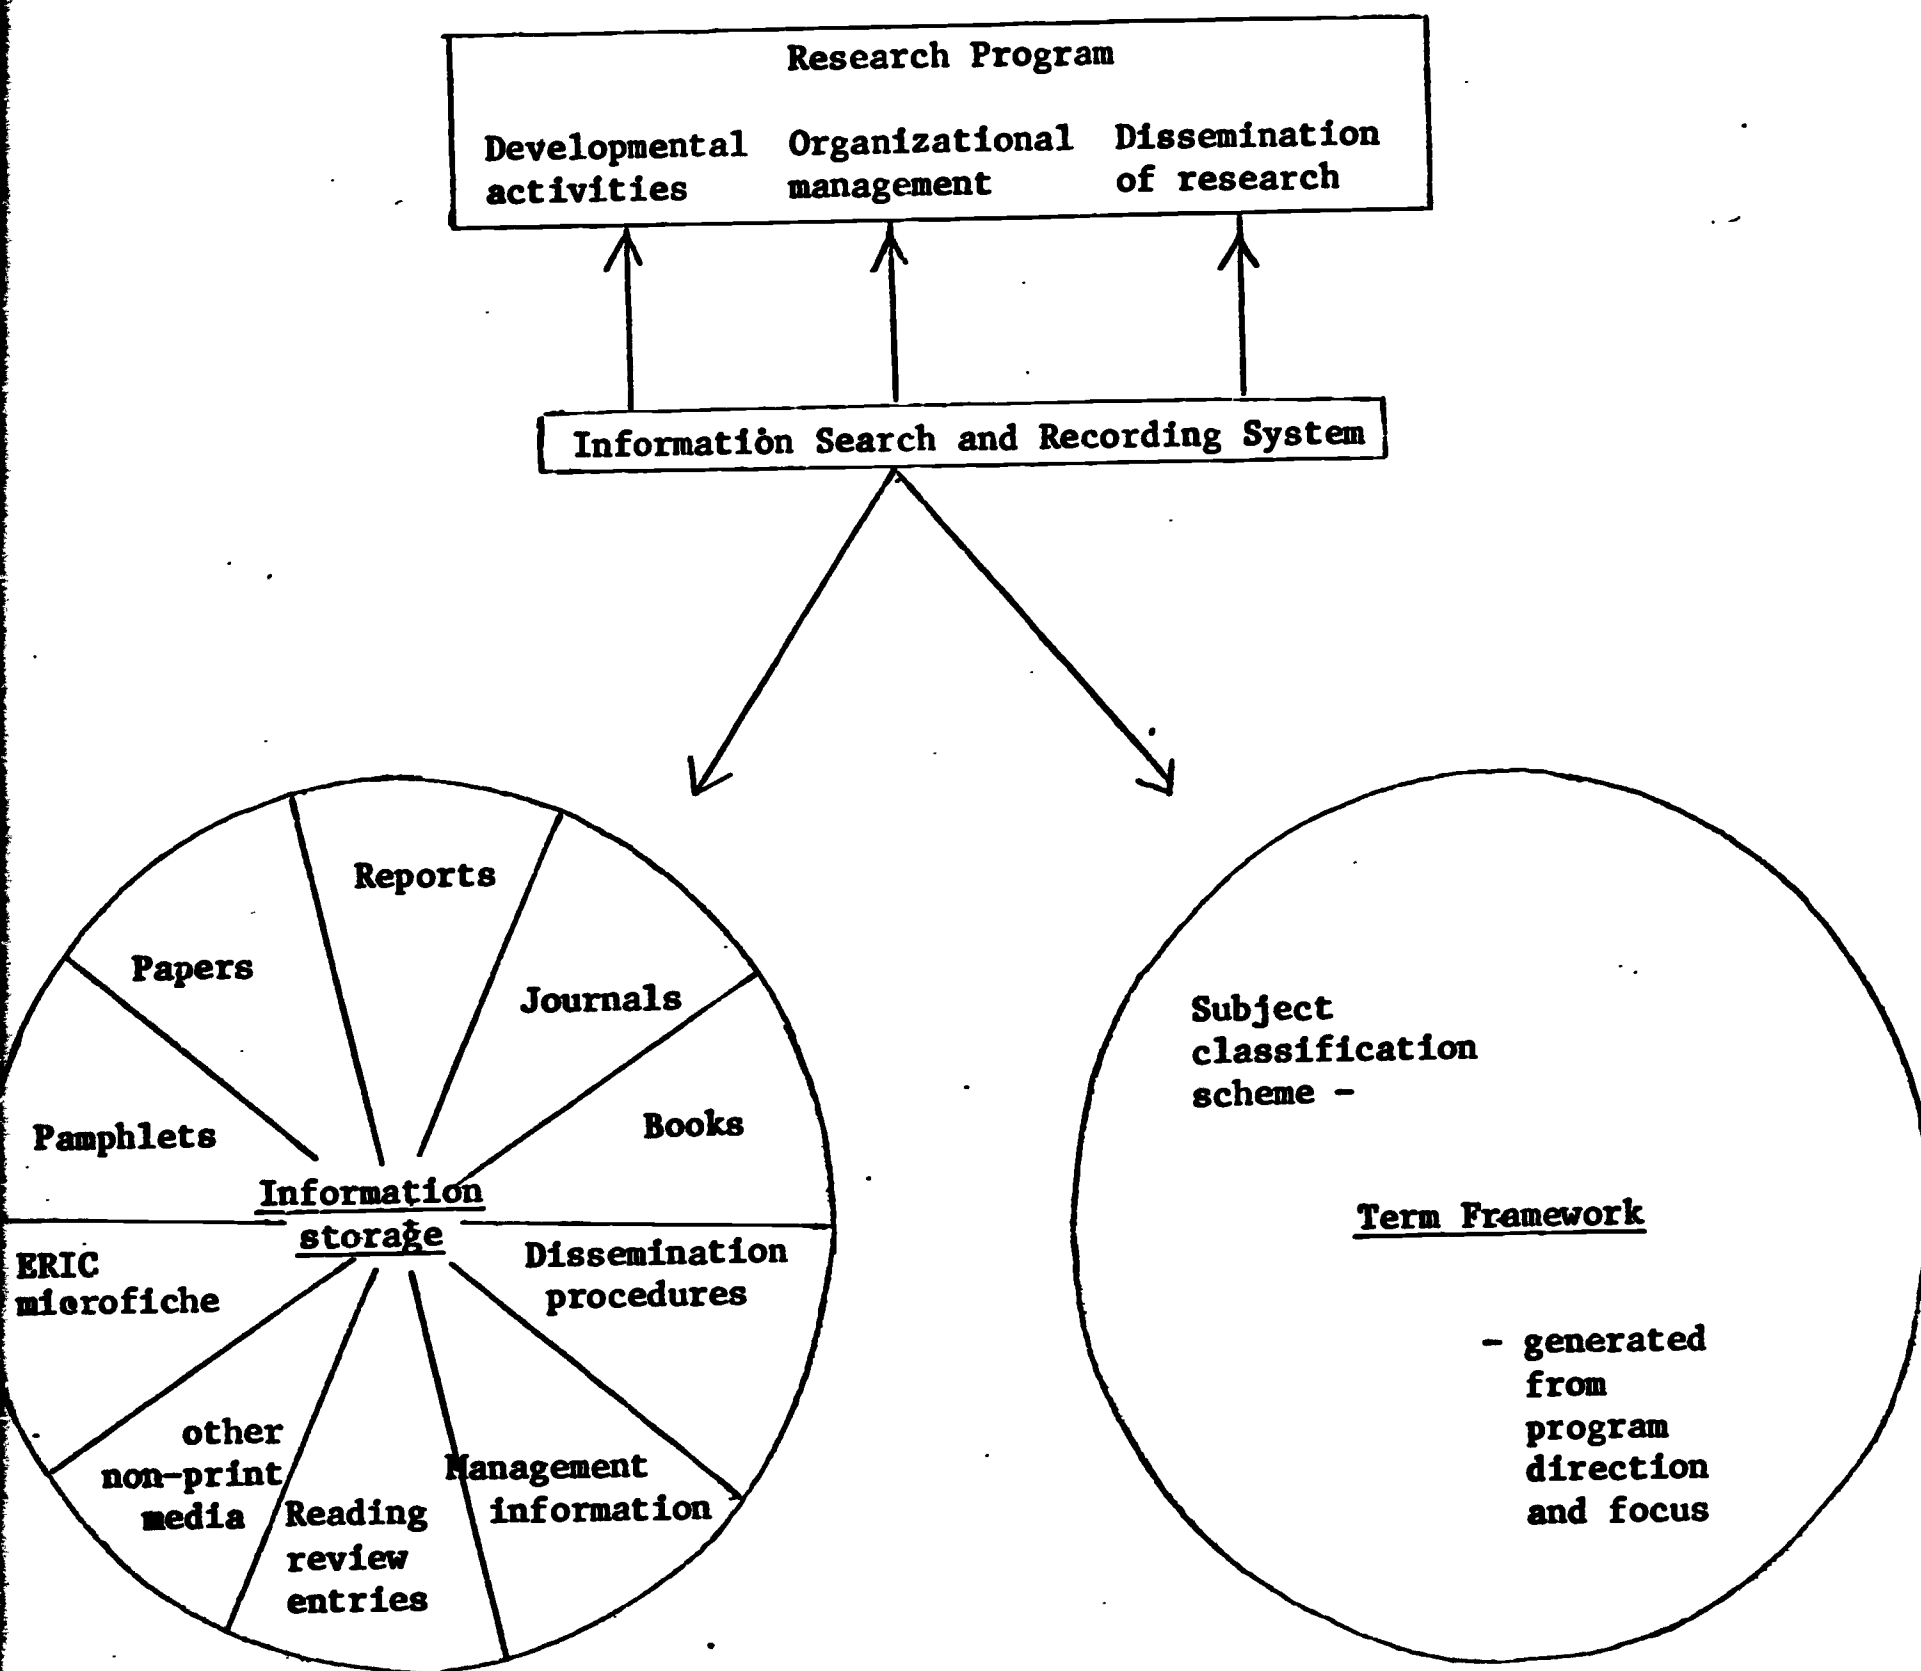 Research Program
Developmental activities
Organizational management
Dissemination of research
Information Search and Recording System
Reports
Papers
Journals
Pamphlets
Books
Information
storage
ERIC
microfiche
Dissemination
procedures
other
non-print
media
Reading
review
entries
Management
information
Subject
classification
scheme -
Term Framework
- generated
from
program
direction
and focus